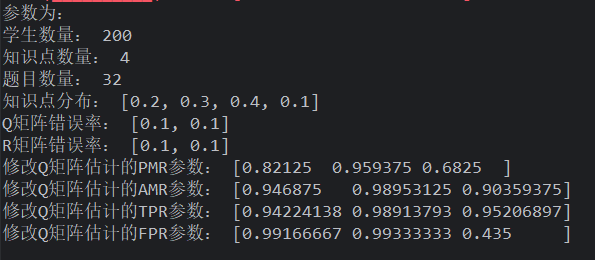 参数为:
学生数量: 200
知识点数量: 4
题目数量: 32
知识点分布: [0.2, 0.3, 0.4, 0.1]
Q矩阵错误率: [0.1, 0.1]
R矩阵错误率: [0.1, 0.1]
修改Q矩阵估计的PMR参数: [0.82125  0.959375 0.6825  ]
修改Q矩阵估计的AMR参数: [0.946875   0.98953125 0.90359375]
修改Q矩阵估计的TPR参数: [0.94224138 0.98913793 0.95206897]
修改Q矩阵估计的FPR参数: [0.99166667 0.99333333 0.435     ]